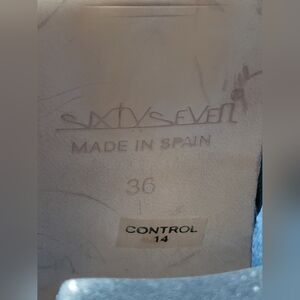 SIXTYSEVEN
MADE IN SPAIN
36
CONTROL
14